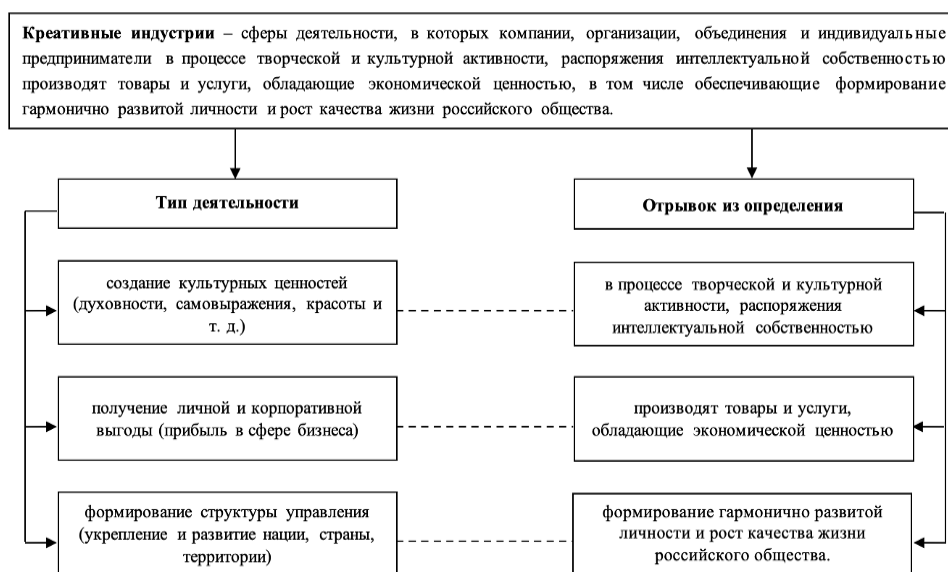 Креативные индустрии – сферы деятельности, в которых компании, организации, объединения и индивидуальные
предприниматели в процессе творческой и культурной активности, распоряжения интеллектуальной собственностью
производят товары и услуги, обладающие экономической ценностью, в том числе обеспечивающие формирование
гармонично развитой личности и рост качества жизни российского общества.
Тип деятельности
Отрывок из определения
создание культурных ценностей
(духовности, самовыражения, красоты и
т. д.)
в процессе творческой и культурной
активности, распоряжения
интеллектуальной собственностью
получение личной и корпоративной
выгоды (прибыль в сфере бизнеса)
производят товары и услуги,
обладающие экономической ценностью
формирование структуры управления
(укрепление и развитие нации, страны,
территории)
формирование гармонично развитой
личности и рост качества жизни
российского общества.